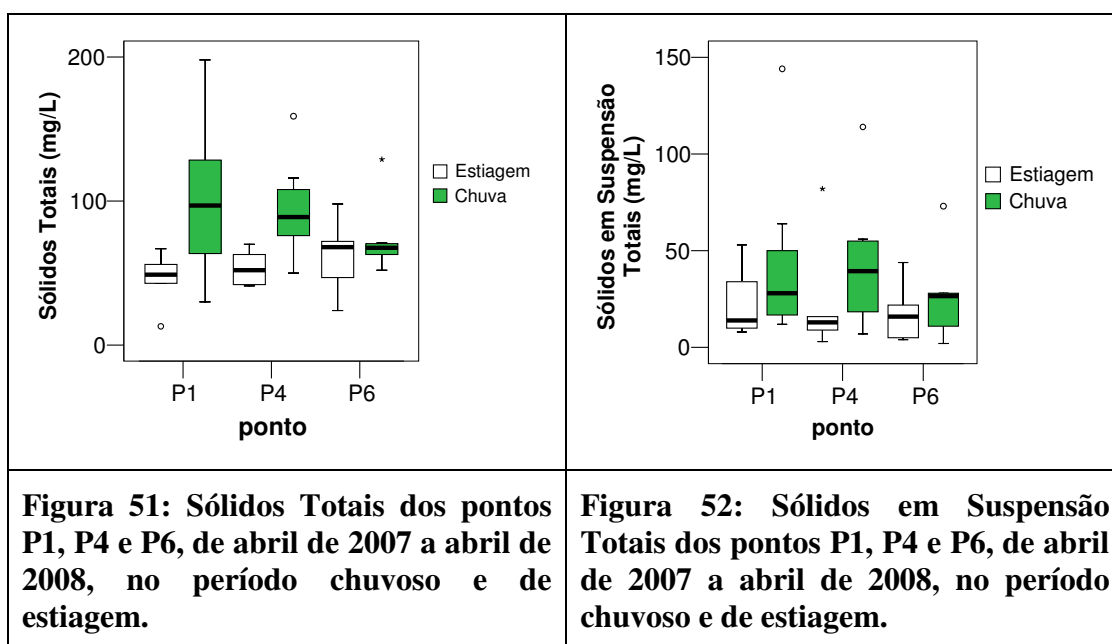 Sólidos Totais (mg/L)
200
100
0
P1
P4
P6
ponto
Estiagem
Chuva
Sólidos em Suspensão
Totais (mg/L)
150
100
50
0
P1
P4
P6
ponto
Estiagem
Chuva
Figura 51: Sólidos Totais dos pontos
P1, P4 e P6, de abril de 2007 a abril de
2008, no período chuvoso e de
estiagem.
Figura 52: Sólidos em Suspensão
Totais dos pontos P1, P4 e P6, de abril
de 2007 a abril de 2008, no período
chuvoso e de estiagem.